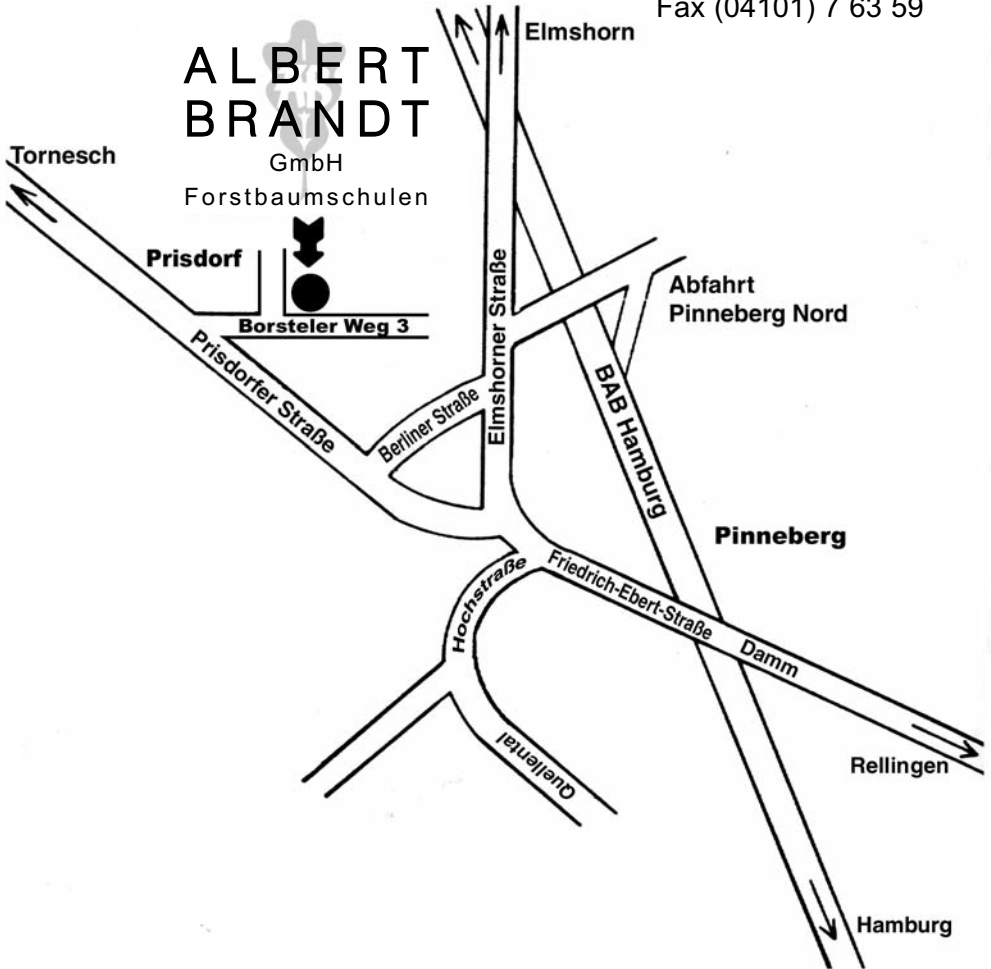 Fax (04101) 7 63 59
Elmshorn
ALBERT
BRANDT
GmbH
Forstbaumschulen
Tornesch
Prisdorf
Borsteler Weg 3
Prisdorfer Straße
Berliner Straße
Elmshorner Straße
Abfahrt
Pinneberg Nord
BAB Hamburg
Pinneberg
Hochstraße
Friedrich-Ebert-Straße
Damm
Quellental
Rellingen
Hamburg